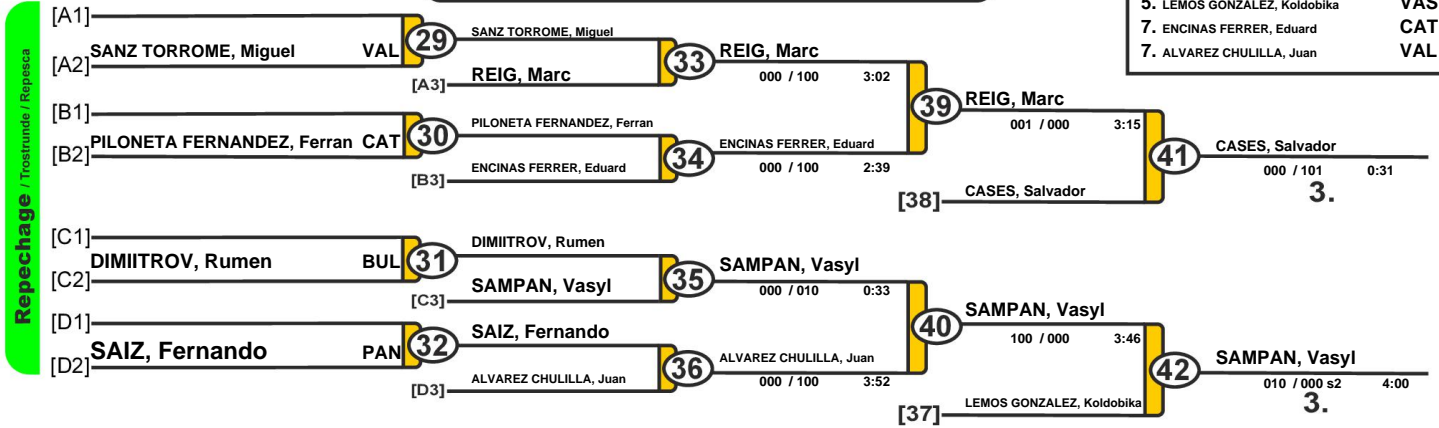 5. LEMOS GONZALEZ, Koldobika VAS
7. ENCINAS FERRER, Eduard CAT
7. ALVAREZ CHULILLA, Juan VAL
Repechage / Trostrunde / Repesca
[A1]
[A2] SANZ TORROME, Miguel VAL 29
SANZ TORROME, Miguel
[A3] REIG, Marc 33
REIG, Marc
000 / 100 3:02
[B1]
[B2] PILONETA FERNANDEZ, Ferran CAT 30
PILONETA FERNANDEZ, Ferran
[B3] ENCINAS FERRER, Eduard 34
ENCINAS FERRER, Eduard
000 / 100 2:39
39 REIG, Marc
001 / 000 3:15
[38] CASES, Salvador
41 CASES, Salvador
000 / 101 0:31
3.
[C1]
[C2] DIMIITROV, Rumen BUL 31
DIMIITROV, Rumen
[C3] SAMPAN, Vasyl 35
SAMPAN, Vasyl
000 / 010 0:33
[D1]
[D2] SAIZ, Fernando PAN 32
SAIZ, Fernando
[D3] ALVAREZ CHULILLA, Juan 36
ALVAREZ CHULILLA, Juan
000 / 100 3:52
40 SAMPAN, Vasyl
100 / 000 3:46
[37] LEMOS GONZALEZ, Koldobika
42 SAMPAN, Vasyl
010 / 000 s2 4:00
3.